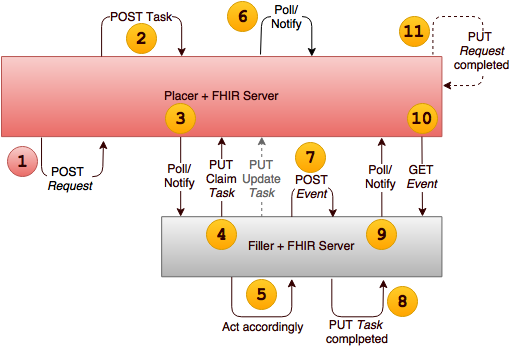 6
Poll/
Notify
11
POST Task
2
PUT
Request
completed
Placer + FHIR Server
3
10
1
POST
Request
Poll/
Notify
PUT
Claim
Task
PUT
Update
Task
7
POST
Event
Poll/
Notify
GET
Event
4
9
Filler + FHIR Server
5
8
Act accordingly
PUT Task
complpeted